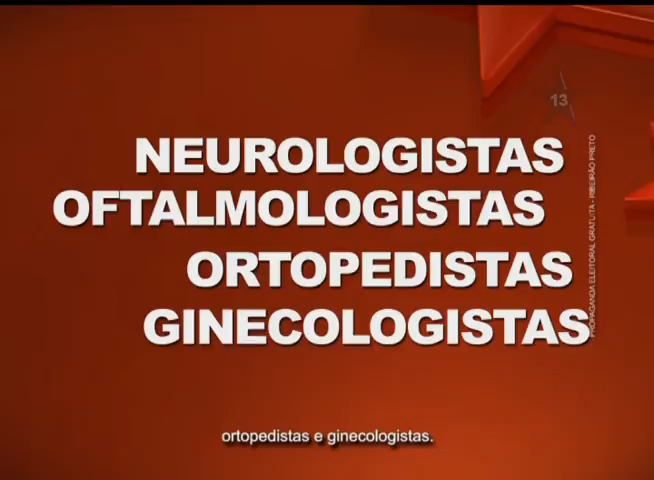 13
NEUROLOGISTAS
OFTALMOLOGISTAS
ORTOPEDISTAS
GINECOLOGISTAS
PROPAGANDA ELEITORAL GRATUITA - RIBEIRÃO PRETO
ortopedistas e ginecologistas.